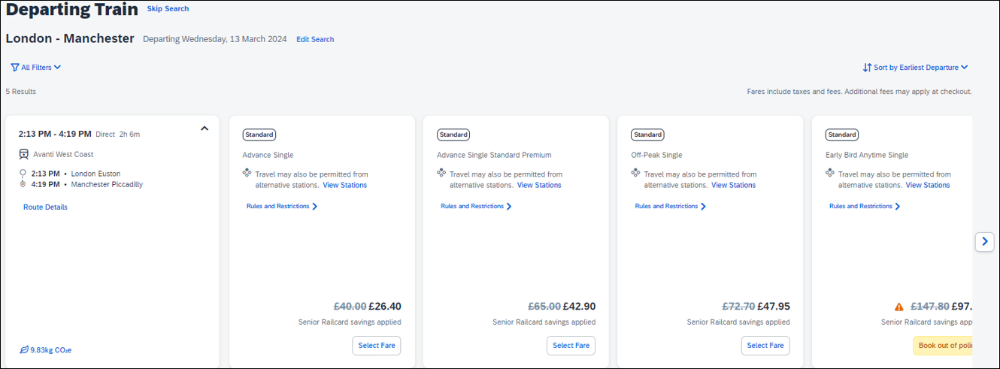 Departing Train Skip Search
London - Manchester Departing Wednesday, 13 March 2024 Edit Search
All Filters
Sort by Earliest Departure
5 Results
Fares include taxes and fees. Additional fees may apply at checkout.
2:13 PM - 4:19 PM Direct 2h 6m
Avanti West Coast
2:13 PM • London Euston
4:19 PM • Manchester Piccadilly
Route Details
9.83kg CO₂e
Standard
Advance Single
Travel may also be permitted from
alternative stations. View Stations
Rules and Restrictions
£40.00 £26.40
Senior Railcard savings applied
Select Fare
Standard
Advance Single Standard Premium
Travel may also be permitted from
alternative stations. View Stations
Rules and Restrictions
£65.00 £42.90
Senior Railcard savings applied
Select Fare
Standard
Off-Peak Single
Travel may also be permitted from
alternative stations. View Stations
Rules and Restrictions
£72.70 £47.95
Senior Railcard savings applied
Select Fare
Standard
Early Bird Anytime Single
Travel may also be permitted from
alternative stations. View Stations
Rules and Restrictions
£147.80 £97.
Senior Railcard savings app
Book out of polic